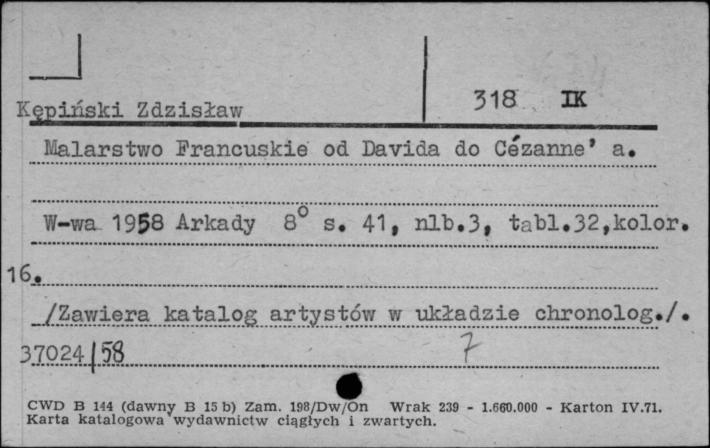 318 IK
Kępiński Zdzisław
Malarstwo Francuskie od Davida do Cézanne' a.
W-wa 1958 Arkady 8° s. 41, nlb.3, tabl.32,kolor.
16.
/Zawiera katalog artystów w układzie chronolog./.
37024/58 7
CWD B 144 (dawny B 15 b) Zam. 198/Dw/On Wrak 239 - 1.660.000 - Karton IV.71.
Karta katalogowa wydawnictw ciągłych i zwartych.